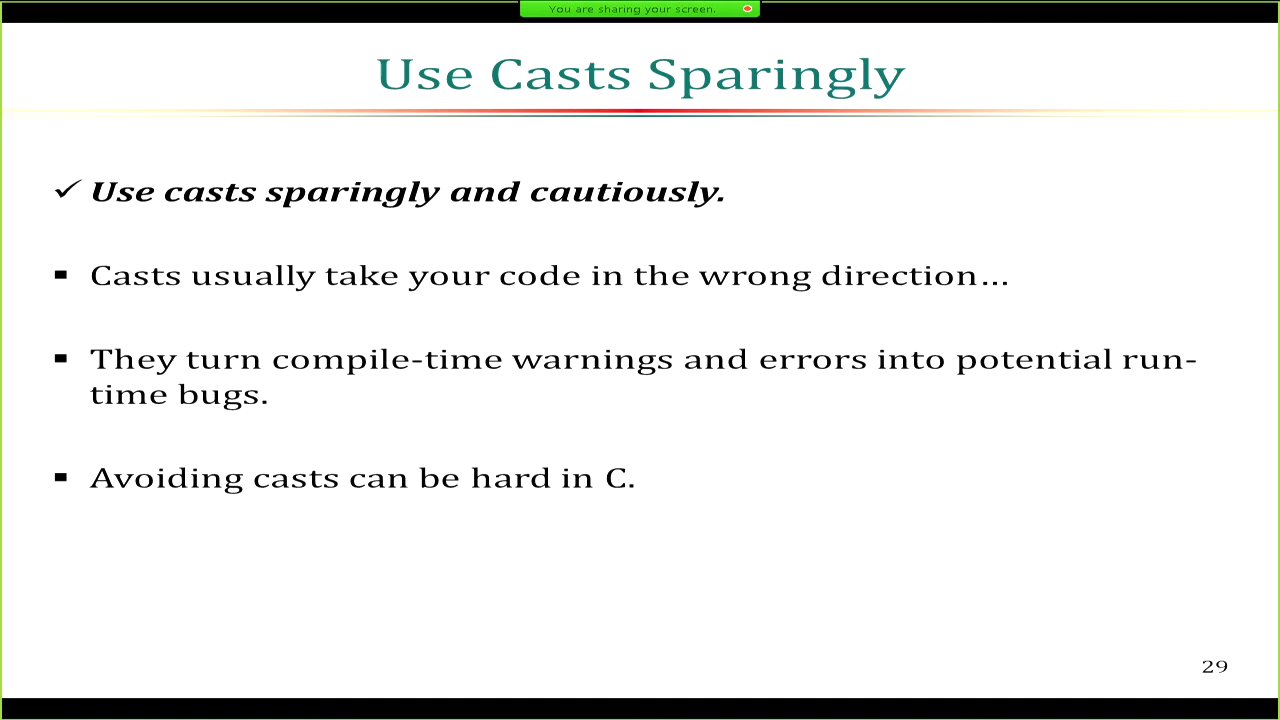 You are sharing your screen.
Use Casts Sparingly
✓ Use casts sparingly and cautiously.
▪ Casts usually take your code in the wrong direction…
▪ They turn compile-time warnings and errors into potential run-
time bugs.
▪ Avoiding casts can be hard in C.
29